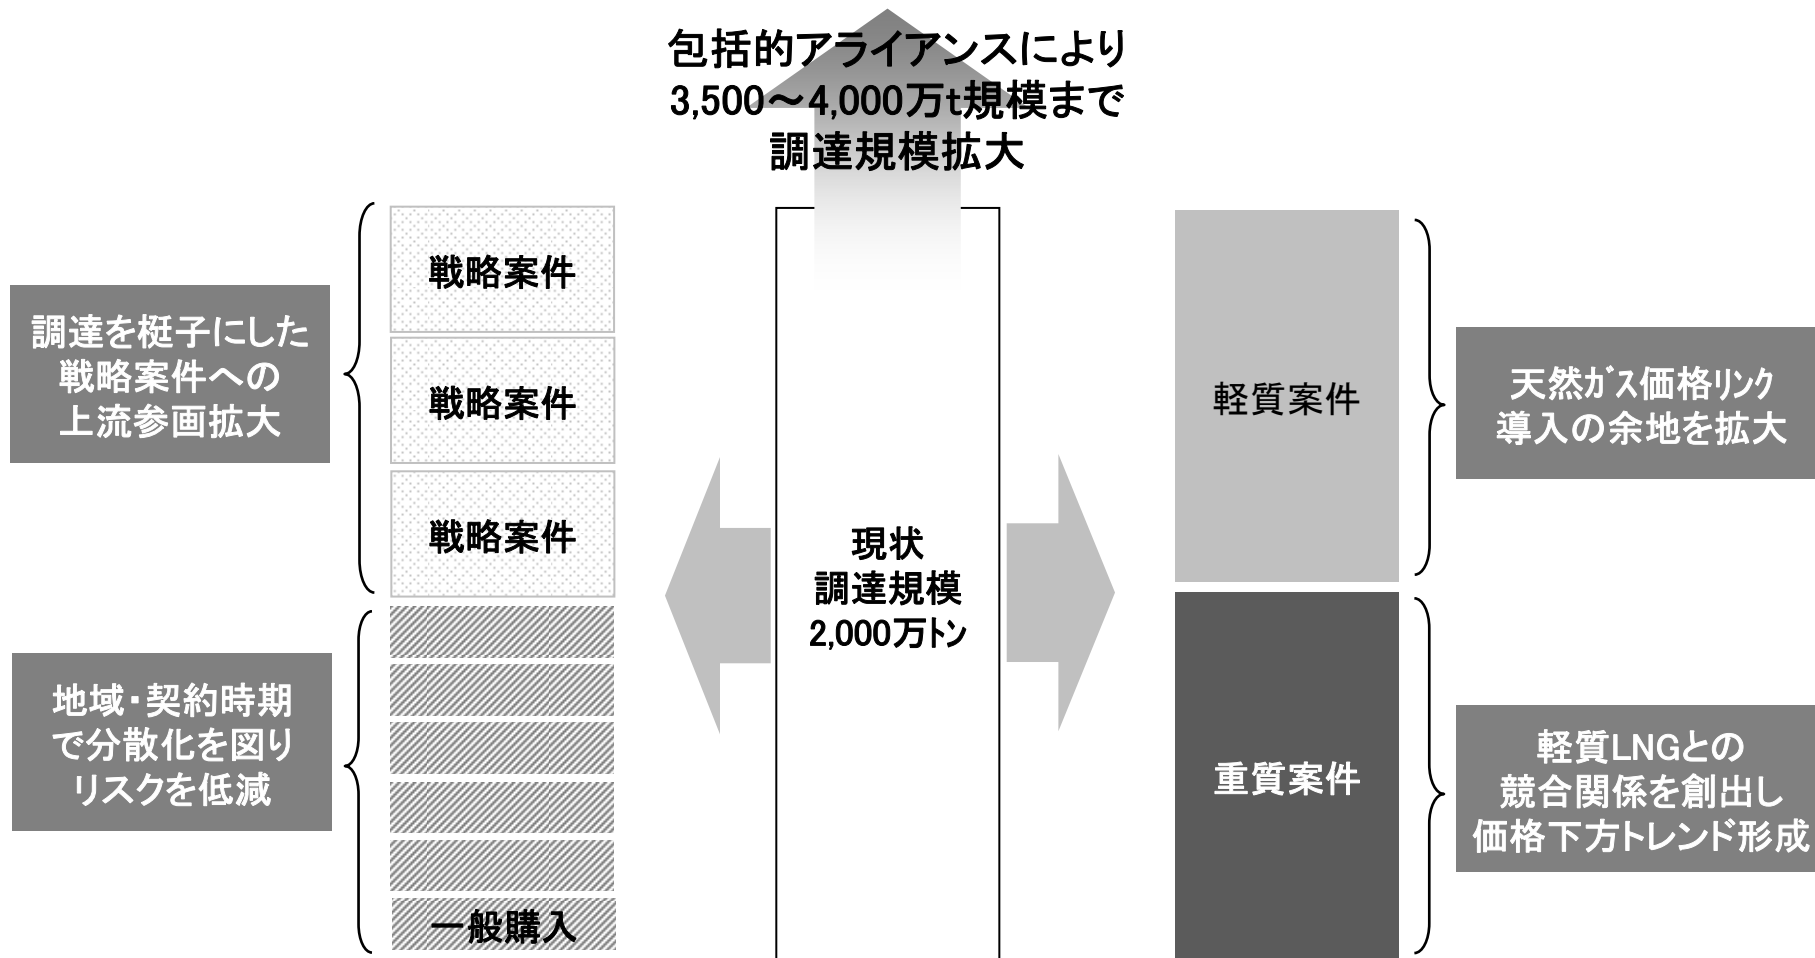 包括的アライアンスにより
3,500～4,000万t規模まで
調達規模拡大
調達を梃子にした
戦略案件への
上流参画拡大
地域・契約時期
で分散化を図り
リスクを低減
戦略案件
戦略案件
戦略案件
一般購入
現状
調達規模
2,000万ﾄﾝ
軽質案件
重質案件
天然ｶﾞｽ価格ﾘﾝｸ
導入の余地を拡大
軽質LNGとの
競合関係を創出し
価格下方トレンド形成